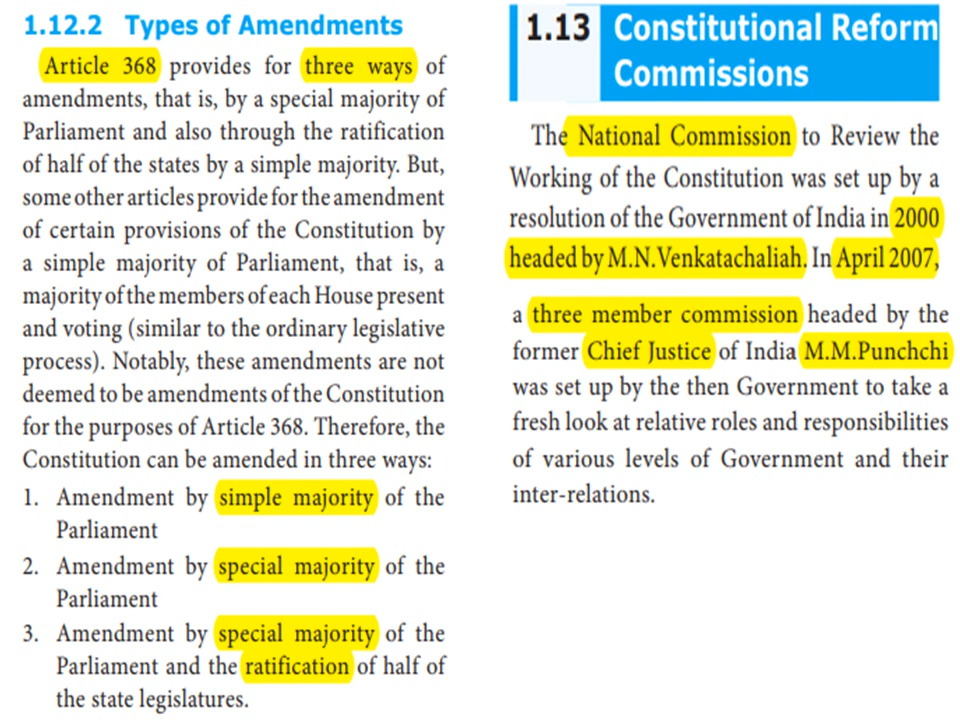 1.12.2 Types of Amendments
Article 368 provides for three ways of
amendments, that is, by a special majority of
Parliament and also through the ratification
of half of the states by a simple majority. But,
some other articles provide for the amendment
of certain provisions of the Constitution by
a simple majority of Parliament, that is, a
majority of the members of each House present
and voting (similar to the ordinary legislative
process). Notably, these amendments are not
deemed to be amendments of the Constitution
for the purposes of Article 368. Therefore, the
Constitution can be amended in three ways:
1. Amendment by simple majority of the
Parliament
2. Amendment by special majority of the
Parliament
3. Amendment by special majority of the
Parliament and the ratification of half of
the state legislatures.
1.13 Constitutional Reform
Commissions
The National Commission to Review the
Working of the Constitution was set up by a
resolution of the Government of India in 2000
headed by M.N.Venkatachaliah. In April 2007,
a three member commission headed by the
former Chief Justice of India M.M.Punchchi
was set up by the then Government to take a
fresh look at relative roles and responsibilities
of various levels of Government and their
inter-relations.